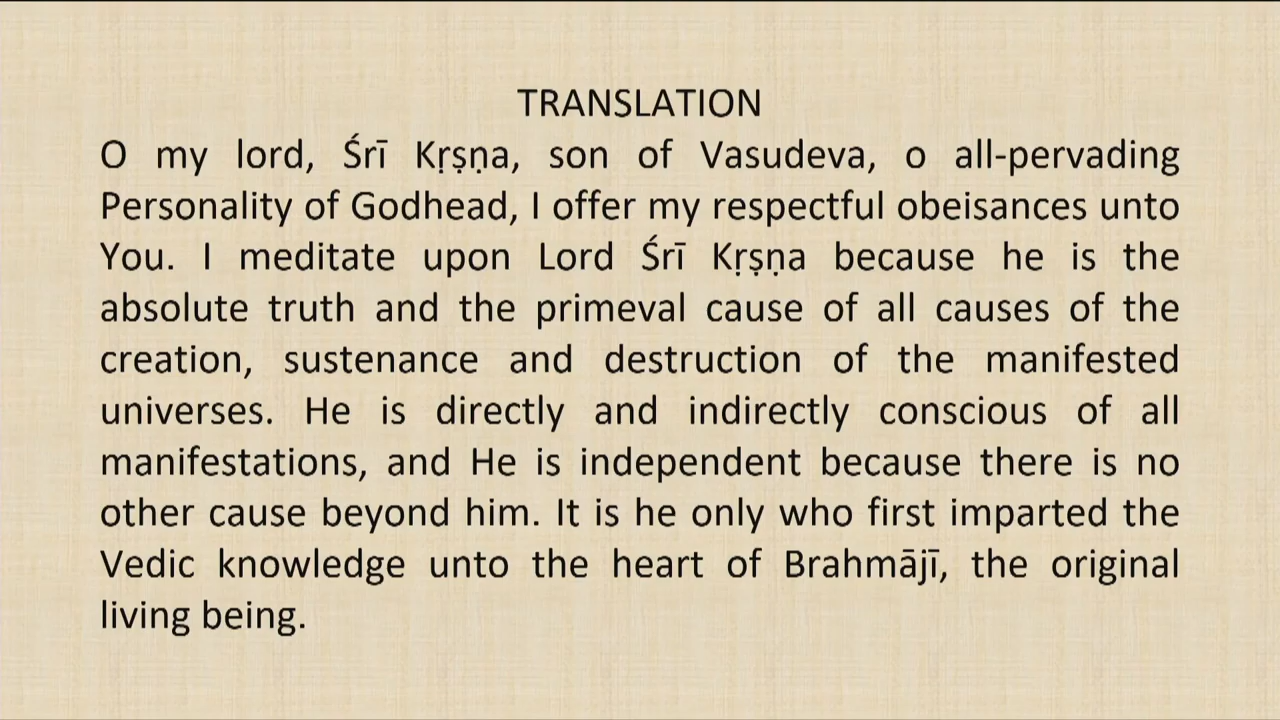 TRANSLATION
O my lord, Śrī Kṛṣṇa, son of Vasudeva, o all-pervading
Personality of Godhead, I offer my respectful obeisances unto
You. I meditate upon Lord Śrī Kṛṣṇa because he is the
absolute truth and the primeval cause of all causes of the
creation, sustenance and destruction of the manifested
universes. He is directly and indirectly conscious of all
manifestations, and He is independent because there is no
other cause beyond him. It is he only who first imparted the
Vedic knowledge unto the heart of Brahmājī, the original
living being.